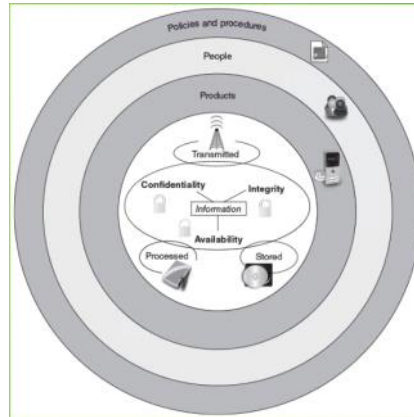 Policies and procedures
People
Products
Transmitted
Confidentiality
Integrity
Information
Availability
Processed
Stored